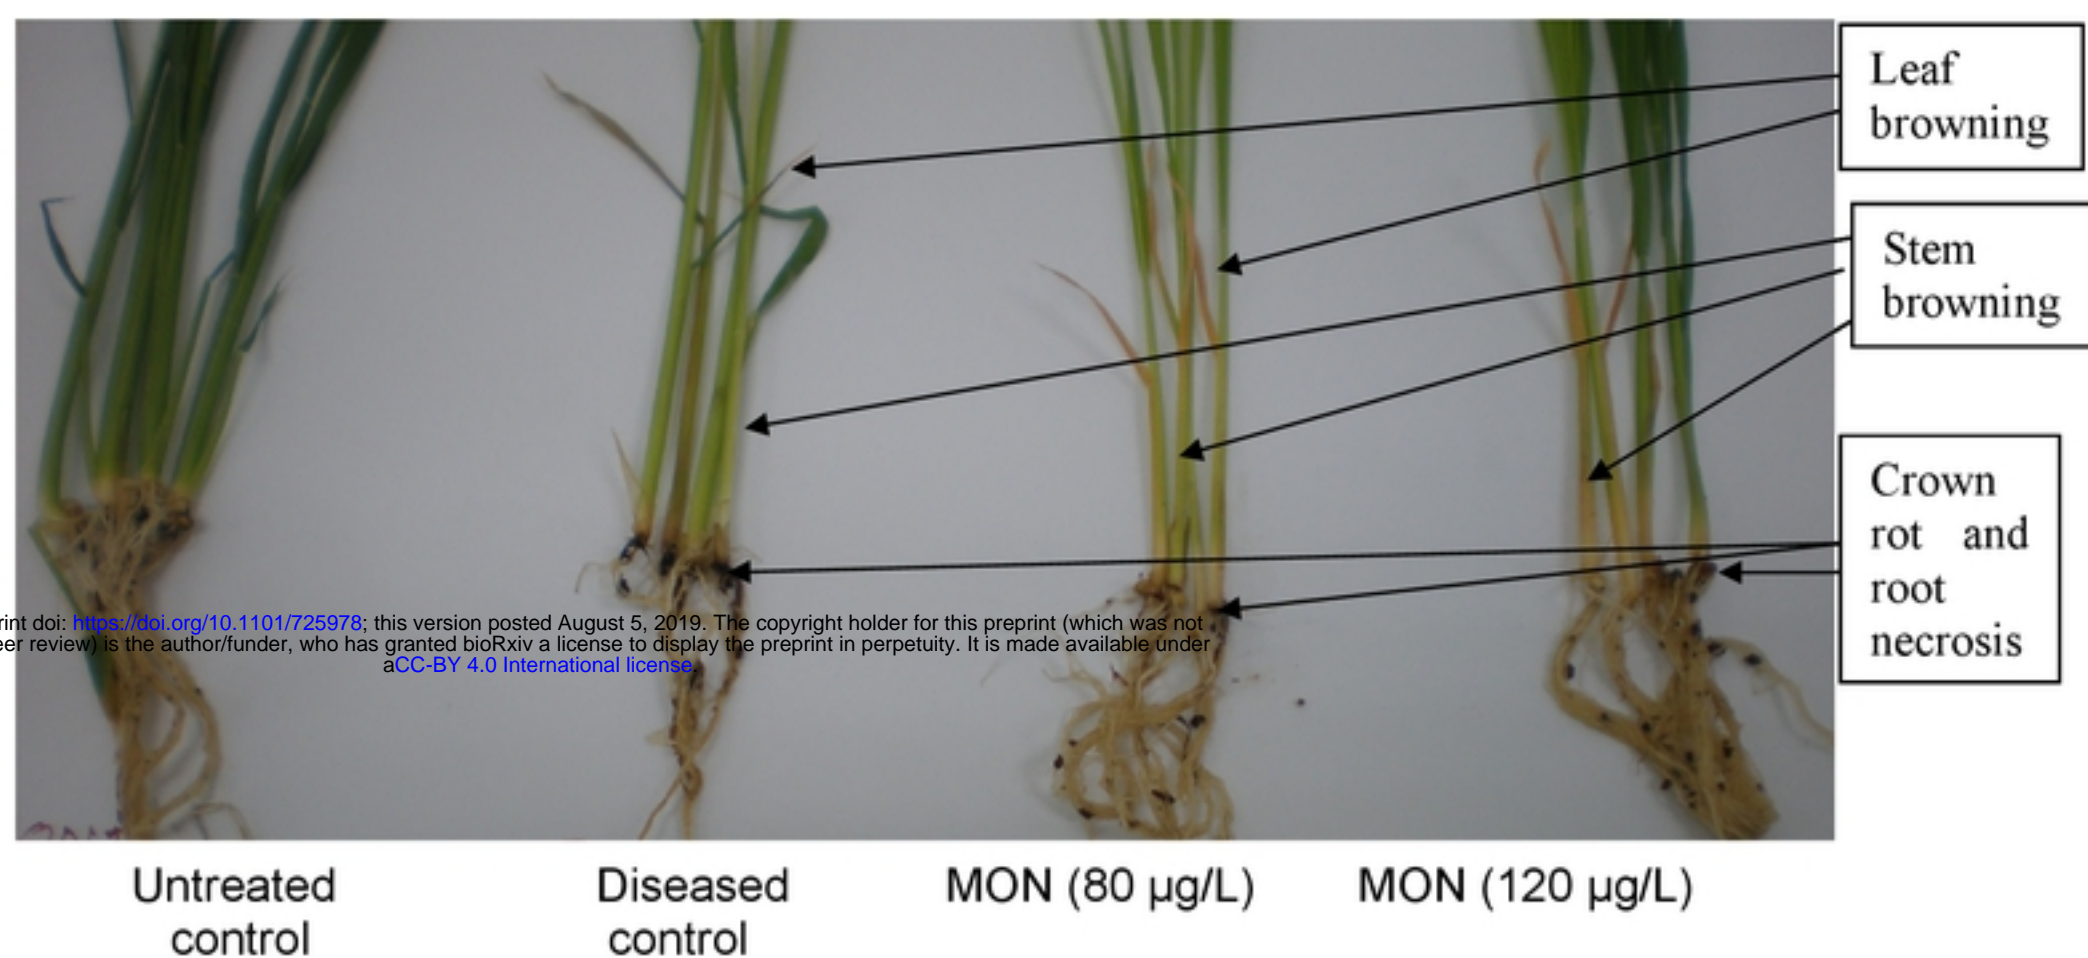 Leaf
browning
Stem
browning
Crown
rot and
root
necrosis
rint doi: https://doi.org/10.1101/725978; this version posted August 5, 2019. The copyright holder for this preprint (which was not
eer review) is the author/funder, who has granted bioRxiv a license to display the preprint in perpetuity. It is made available under
aCC-BY 4.0 International license.
Untreated
control
Diseased
control
MON (80 µg/L)
MON (120 µg/L)